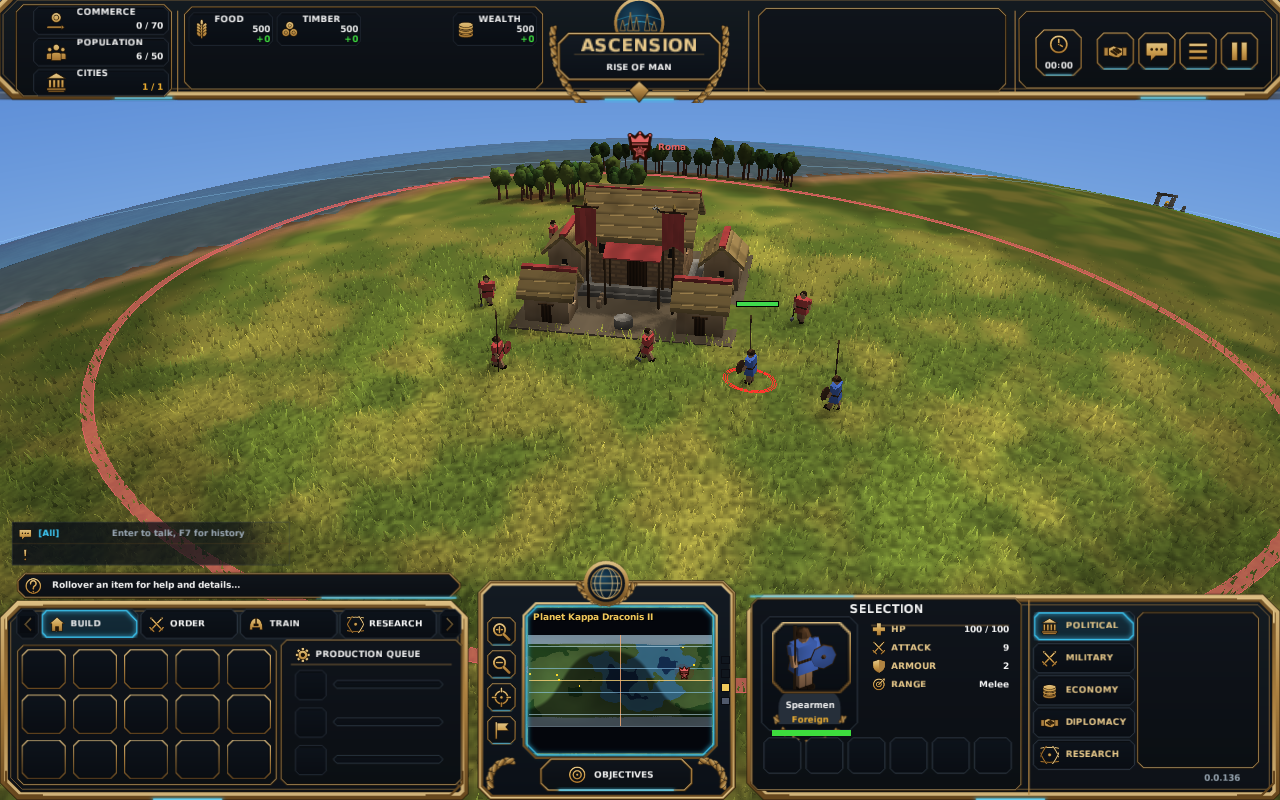 COMMERCE
0 / 70
POPULATION
6 / 50
CITIES
1 / 1
FOOD
500
+0
TIMBER
500
+0
WEALTH
500
+0
ASCENSION
RISE OF MAN
00:00
Roma
[All] Enter to talk, F7 for history
!
Rollover an item for help and details...
BUILD
ORDER
TRAIN
RESEARCH
PRODUCTION QUEUE
Planet Kappa Draconis II
OBJECTIVES
SELECTION
HP 100 / 100
ATTACK 9
ARMOUR 2
RANGE Melee
Spearmen
Foreign
POLITICAL
MILITARY
ECONOMY
DIPLOMACY
RESEARCH
0.0.136